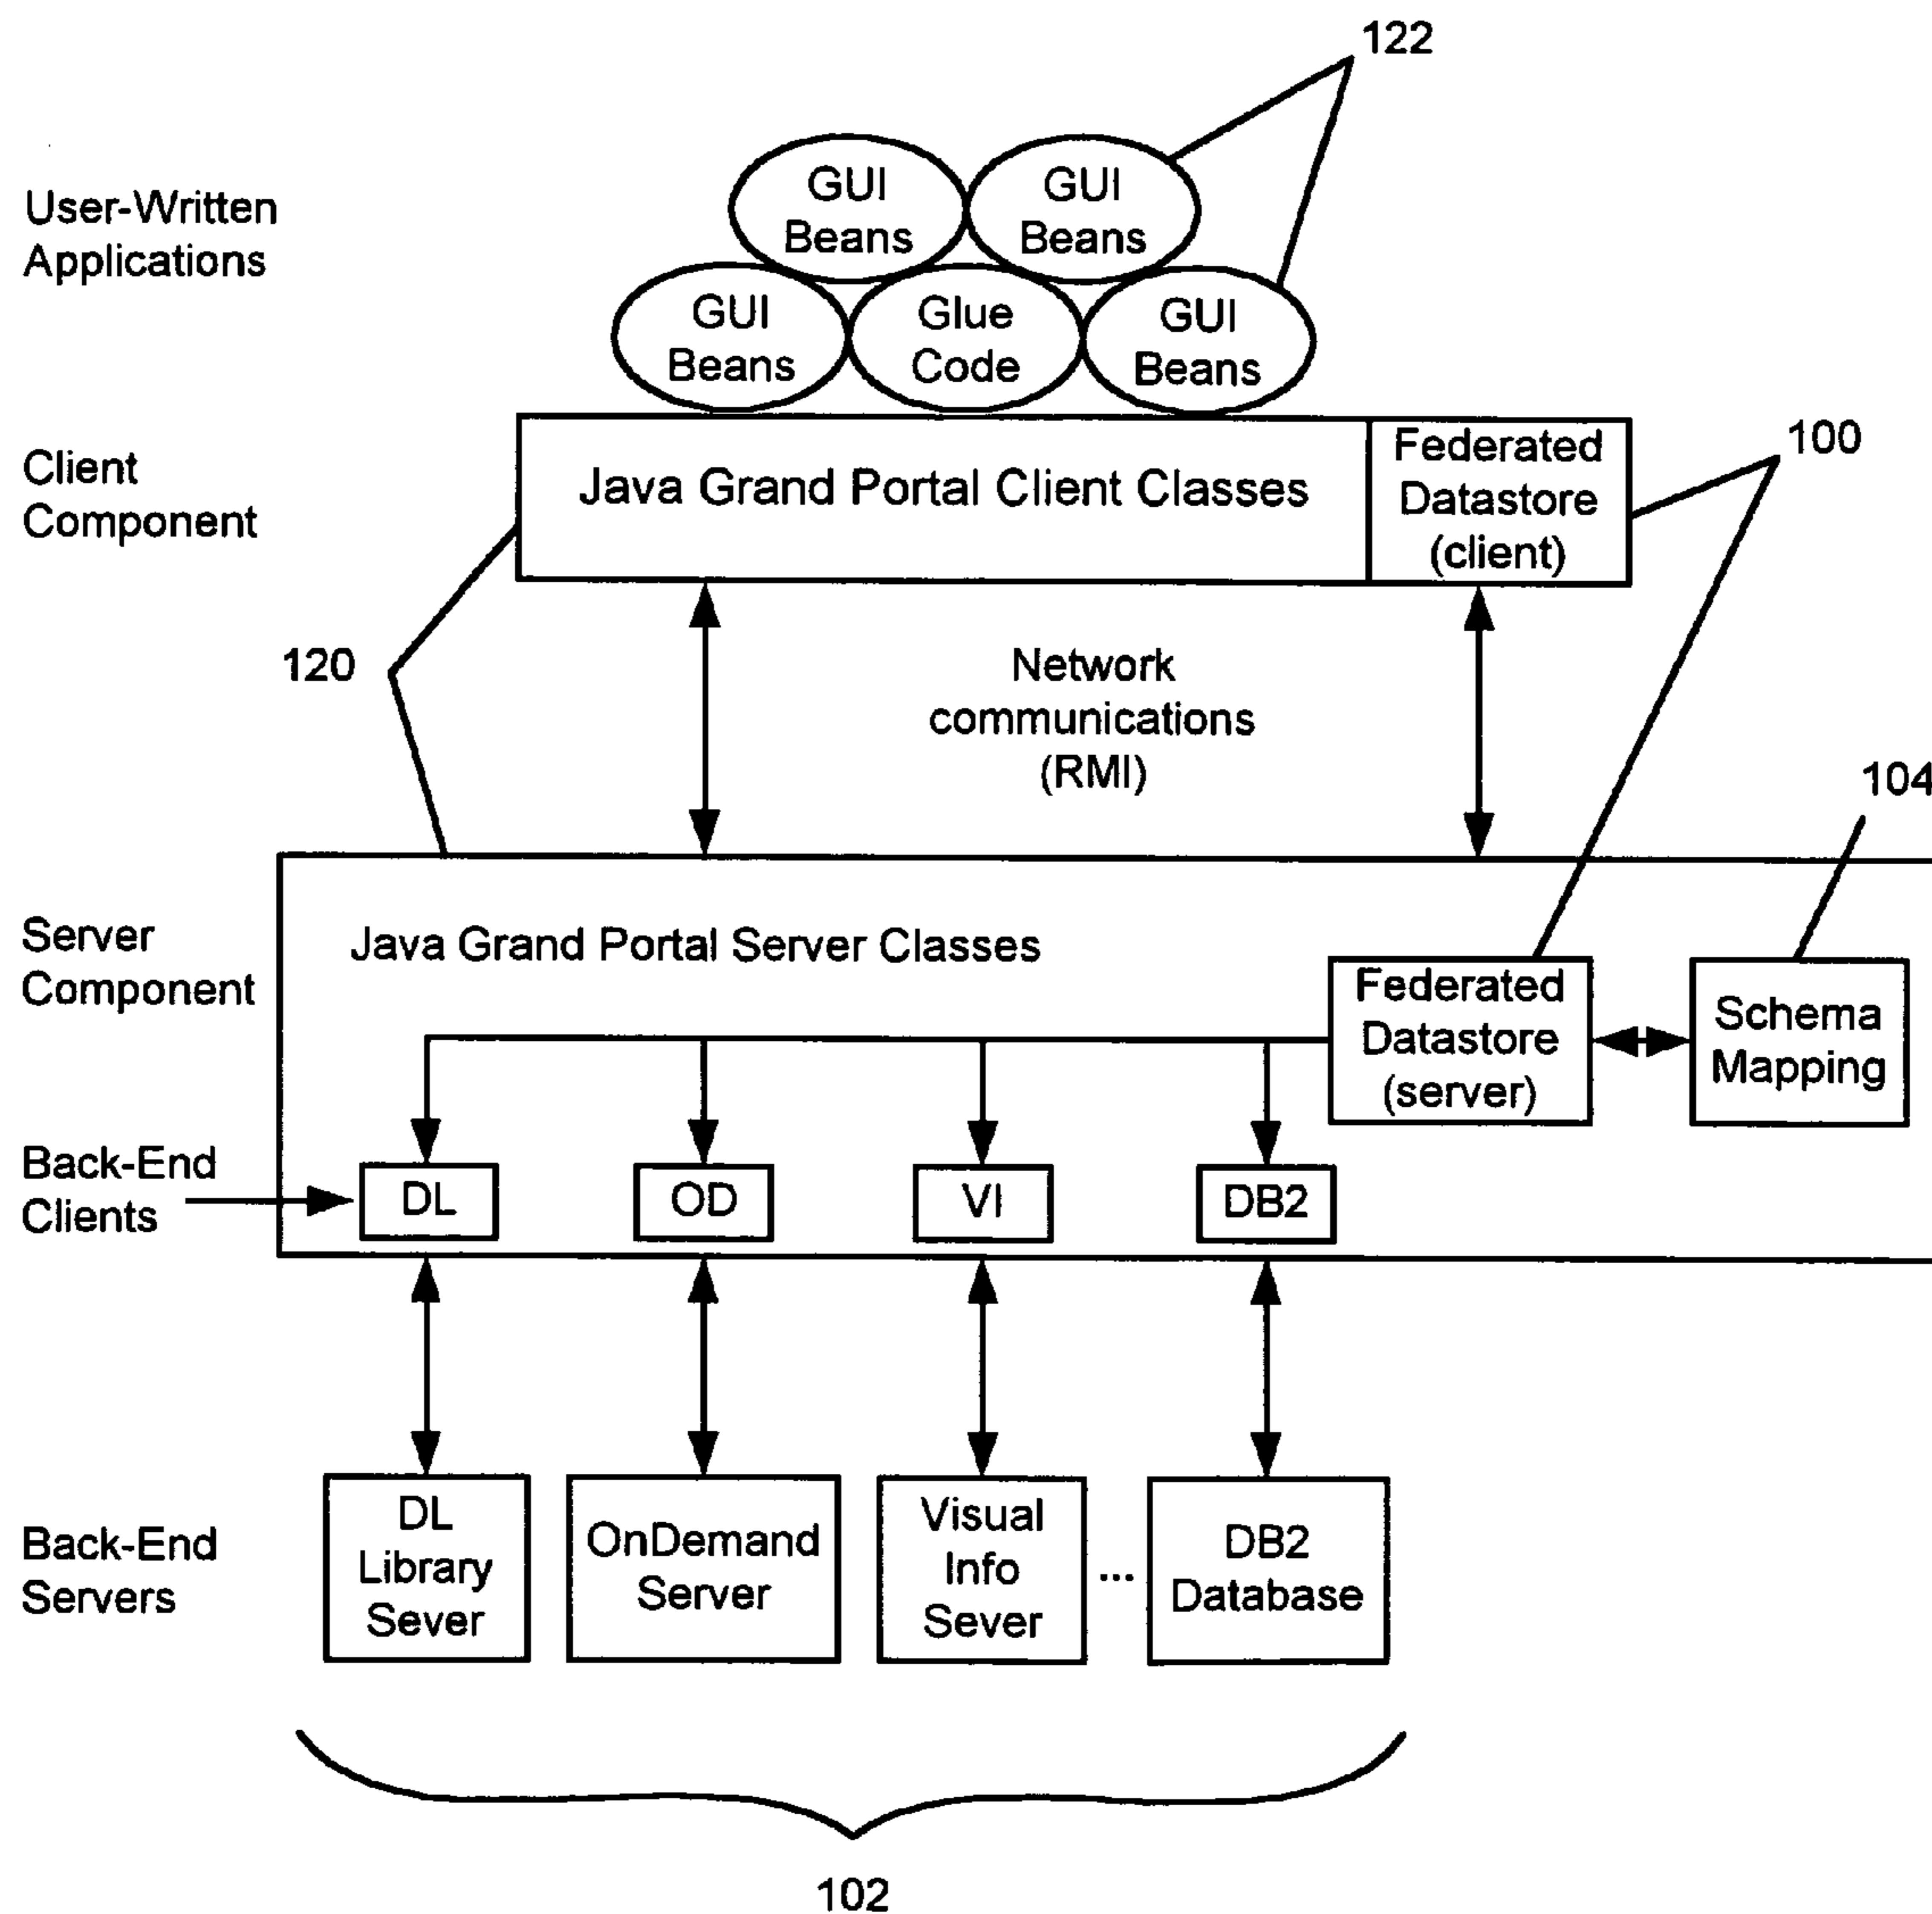 122
User-Written
Applications
GUI
Beans
GUI
Beans
GUI
Beans
Glue
Code
GUI
Beans
Client
Component
Java Grand Portal Client Classes
Federated
Datastore
(client)
100
120
Network
communications
(RMI)
104
Server
Component
Java Grand Portal Server Classes
Federated
Datastore
(server)
Schema
Mapping
Back-End
Clients
DL
OD
VI
DB2
Back-End
Servers
DL
Library
Sever
OnDemand
Server
Visual
Info
Sever
...
DB2
Database
102